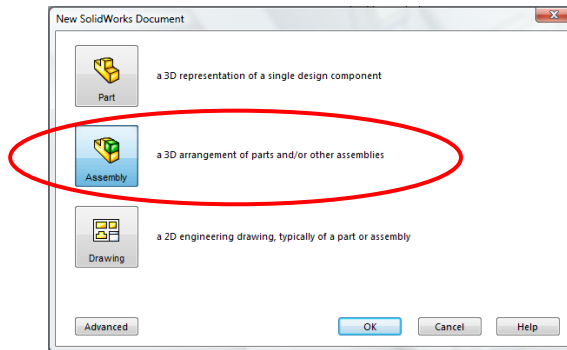 New SolidWorks Document
a 3D representation of a single design component
Part
a 3D arrangement of parts and/or other assemblies
Assembly
a 2D engineering drawing, typically of a part or assembly
Drawing
Advanced OK Cancel Help